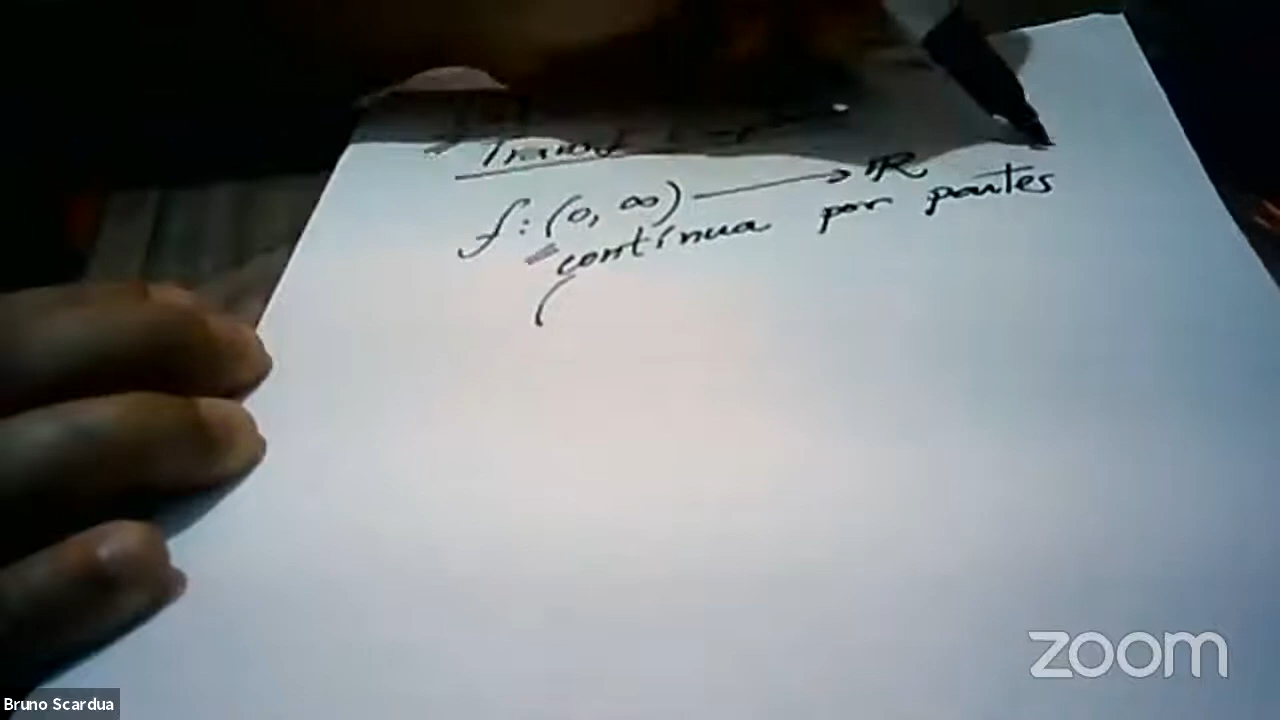 f: (0, ∞) → ℝ
contínua por partes
(
zoom
Bruno Scardua